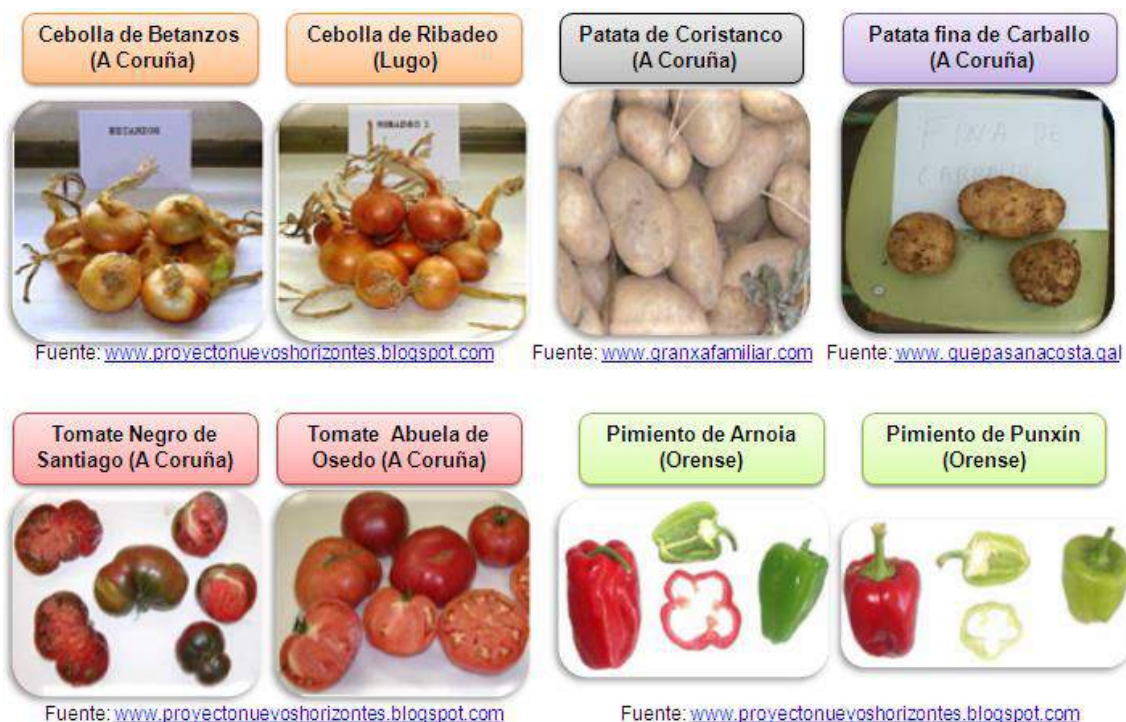 Cebolla de Betanzos
(A Coruña)
Cebolla de Ribadeo
(Lugo)
Patata de Coristanco
(A Coruña)
Patata fina de Carballo
(A Coruña)
BETANZOS
RIBADEO 1
FINA DE
CARBALLO
Fuente: www.proyectonuevoshorizontes.blogspot.com
Fuente: www.granxafamiliar.com
Fuente: www. quepasanacosta.gal
Tomate Negro de
Santiago (A Coruña)
Tomate Abuela de
Osedo (A Coruña)
Pimiento de Arnoia
(Orense)
Pimiento de Punxín
(Orense)
Fuente: www.proyectonuevoshorizontes.blogspot.com
Fuente: www.proyectonuevoshorizontes.blogspot.com